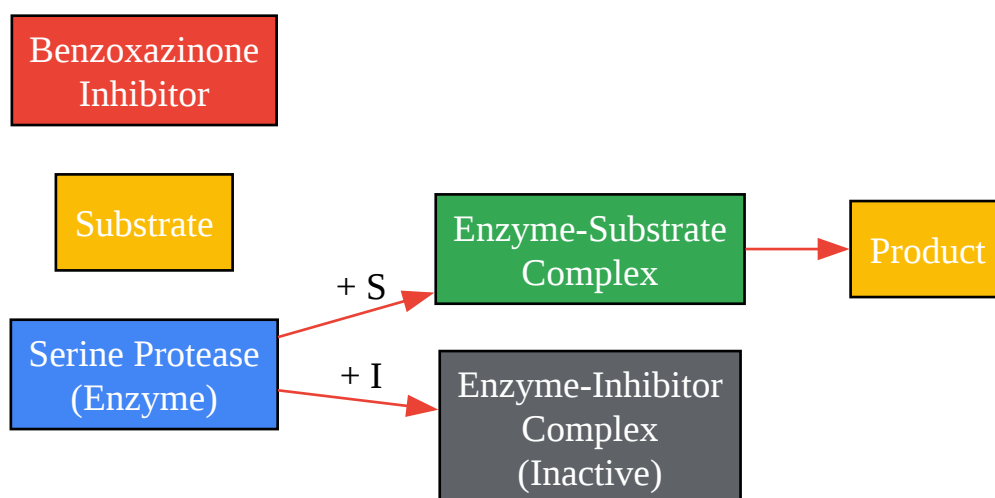 Benzoxazinone
Inhibitor
Substrate
Serine Protease
(Enzyme)
+ S
+ I
Enzyme-Substrate
Complex
Enzyme-Inhibitor
Complex
(Inactive)
Product